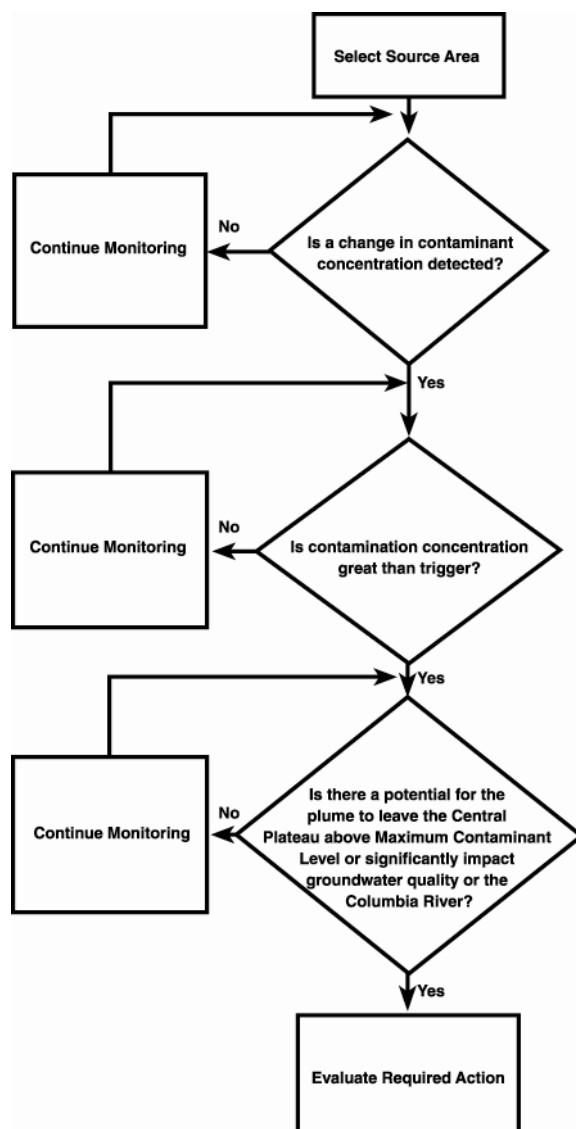 Select Source Area
No
Continue Monitoring
Is a change in contaminant
concentration detected?
Yes
No
Continue Monitoring
Is contamination concentration
great than trigger?
Yes
Is there a potential for the
plume to leave the Central
Plateau above Maximum Contaminant
Level or significantly impact
groundwater quality or the
Columbia River?
No
Continue Monitoring
Yes
Evaluate Required Action